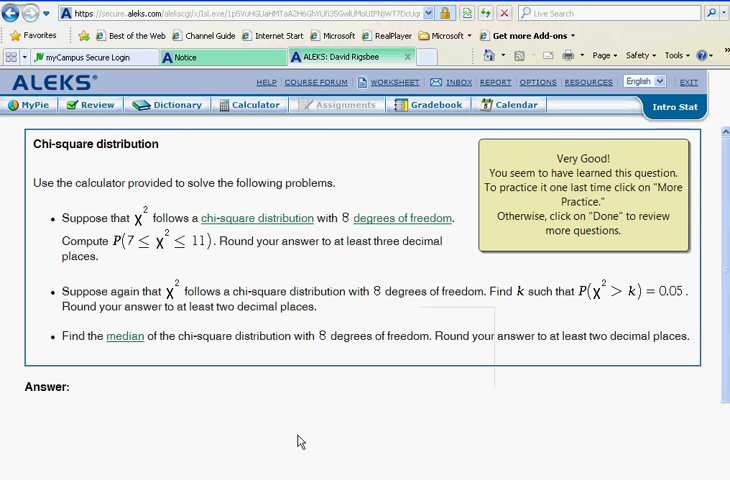 https://secure.aleks.com/alekscgi/x/Isl.exe/
Live Search
Favorites Best of the Web Channel Guide Internet Start Microsoft RealPlayer Microsoft Get more Add-ons
myCampus Secure Login Notice ALEKS: David Rigsbee Page Safety Tools
ALEKS HELP COURSE FORUM WORKSHEET INBOX REPORT OPTIONS RESOURCES English EXIT
MyPie Review Dictionary Calculator Assignments Gradebook Calendar Intro Stat
Chi-square distribution
Very Good!
You seem to have learned this question.
To practice it one last time click on "More
Practice."
Otherwise, click on "Done" to review
more questions.
Use the calculator provided to solve the following problems.
• Suppose that χ² follows a chi-square distribution with 8 degrees of freedom.
Compute P(7 ≤ χ² ≤ 11). Round your answer to at least three decimal
places.
• Suppose again that χ² follows a chi-square distribution with 8 degrees of freedom. Find k such that P(χ² > k) = 0.05.
Round your answer to at least two decimal places.
• Find the median of the chi-square distribution with 8 degrees of freedom. Round your answer to at least two decimal places.
Answer: